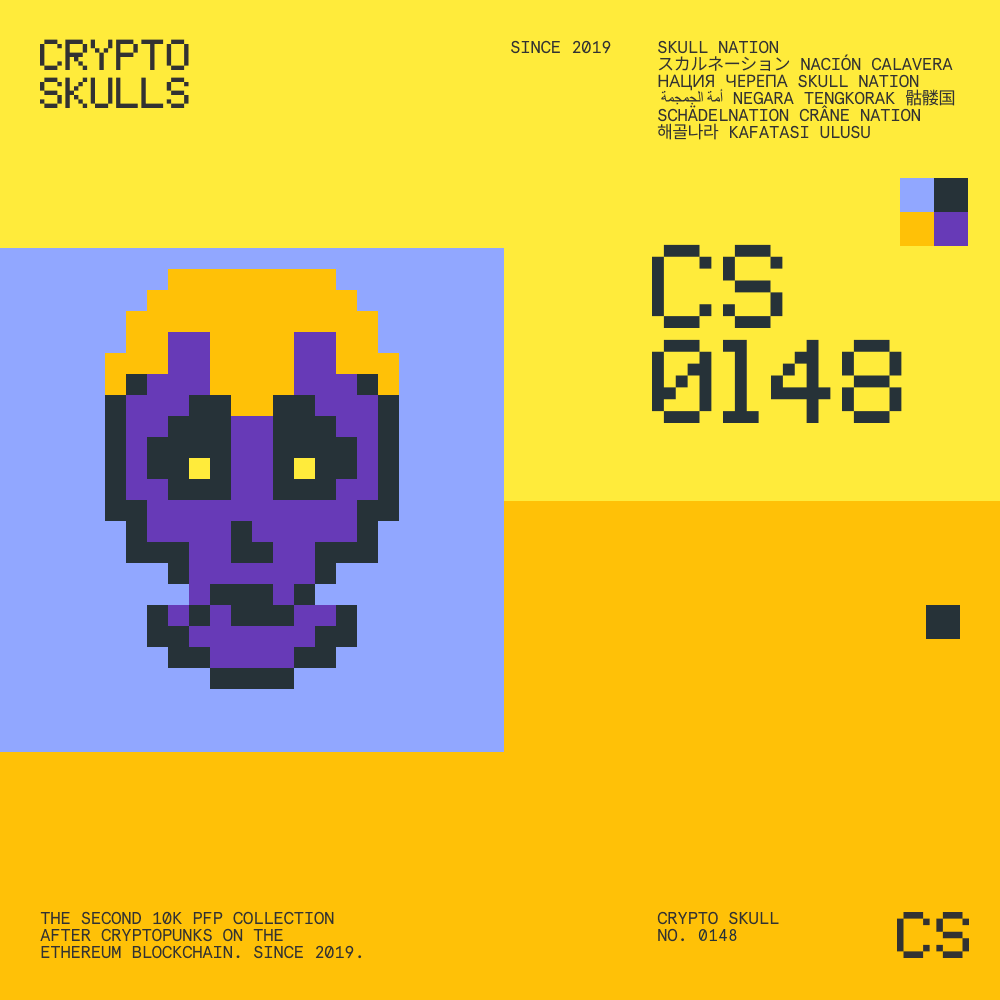 CRYPTO
SKULLS
SINCE 2019
SKULL NATION
スカルネーション NACIÓN CALAVERA
НАЦИЯ ЧЕРЕПА SKULL NATION
أمة الجمجمة NEGARA TENGKORAK 骷髅国
SCHÄDELNATION CRÂNE NATION
해골나라 KAFATASI ULUSU
CS
0148
THE SECOND 10K PFP COLLECTION
AFTER CRYPTOPUNKS ON THE
ETHEREUM BLOCKCHAIN. SINCE 2019.
CRYPTO SKULL
NO. 0148
CS